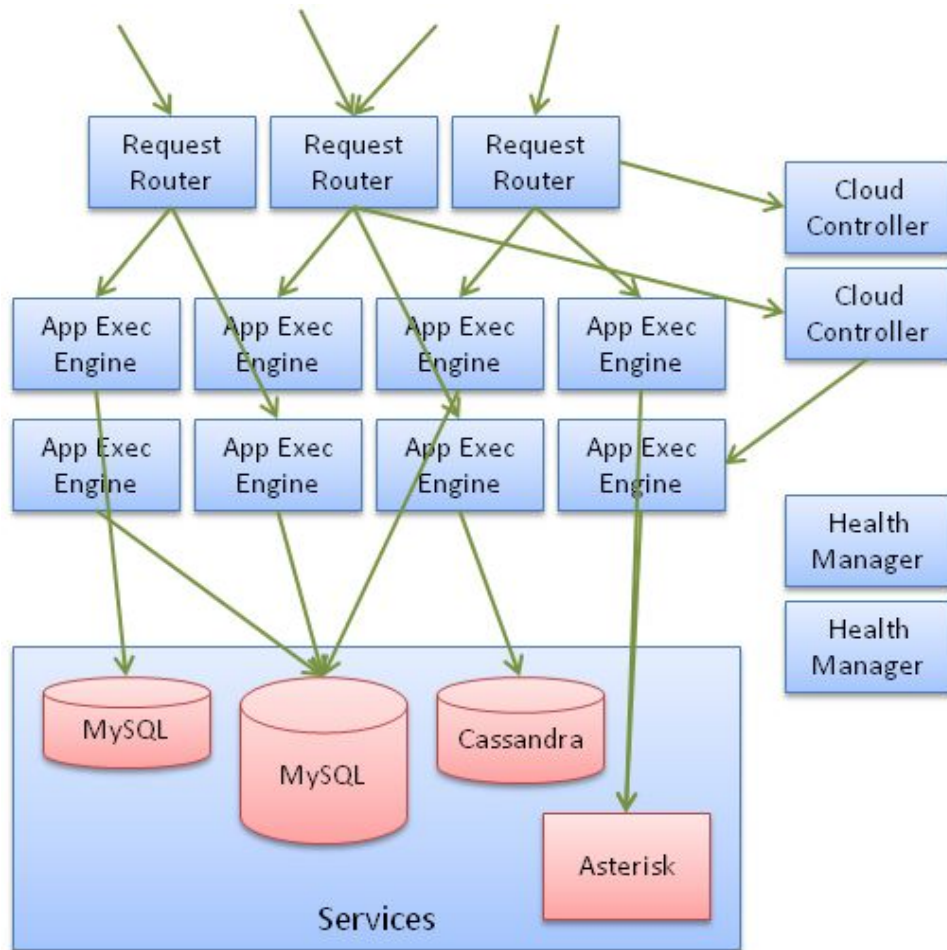 Request
Router
Request
Router
Request
Router
Cloud
Controller
Cloud
Controller
App Exec
Engine
App Exec
Engine
App Exec
Engine
App Exec
Engine
App Exec
Engine
App Exec
Engine
App Exec
Engine
App Exec
Engine
Health
Manager
Health
Manager
MySQL
MySQL
Cassandra
Asterisk
Services